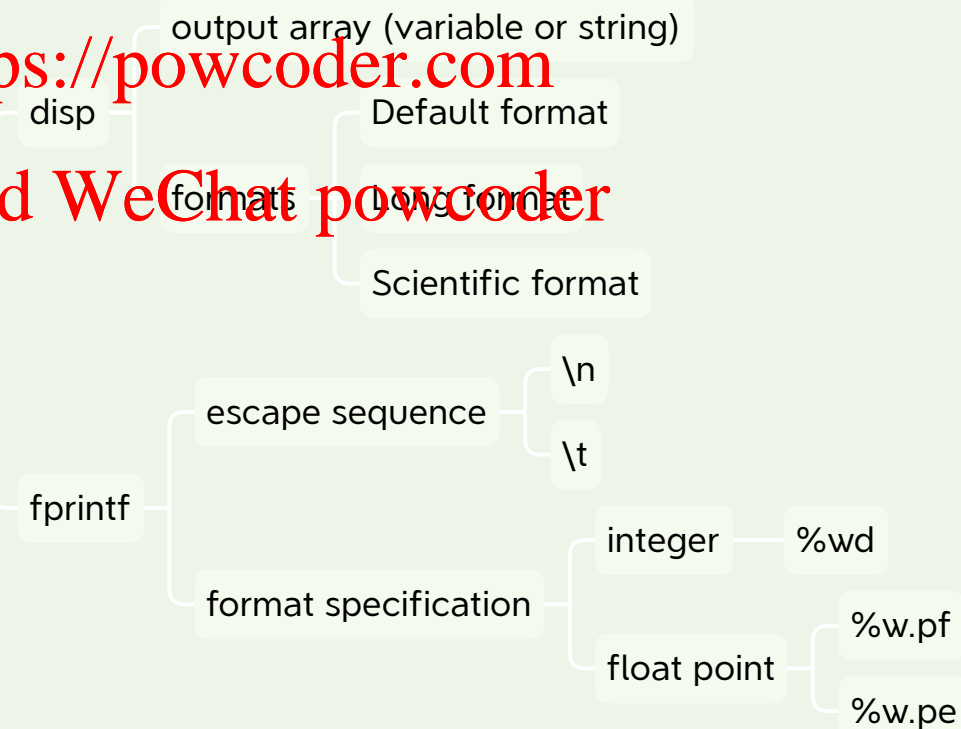 output array (variable or string)
ps://powcoder.com
disp
Default format
d WeChat powcoder
formats
Long format
Scientific format
\n
escape sequence
\t
fprintf
integer
%wd
format specification
%w.pf
float point
%w.pe